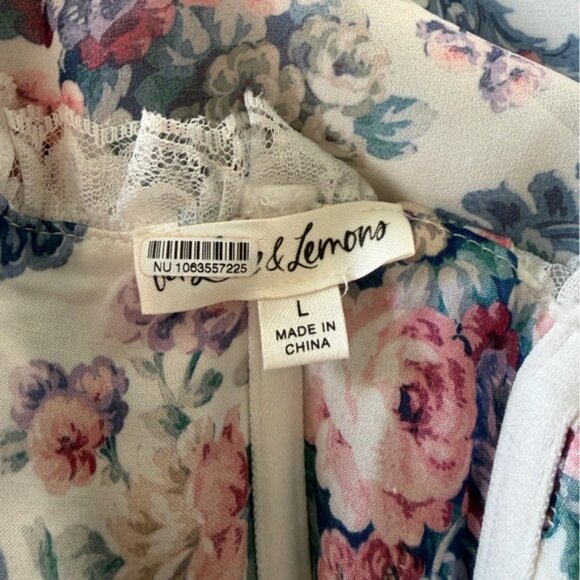 & Lemons
NU 1063557225
L
MADE IN
CHINA